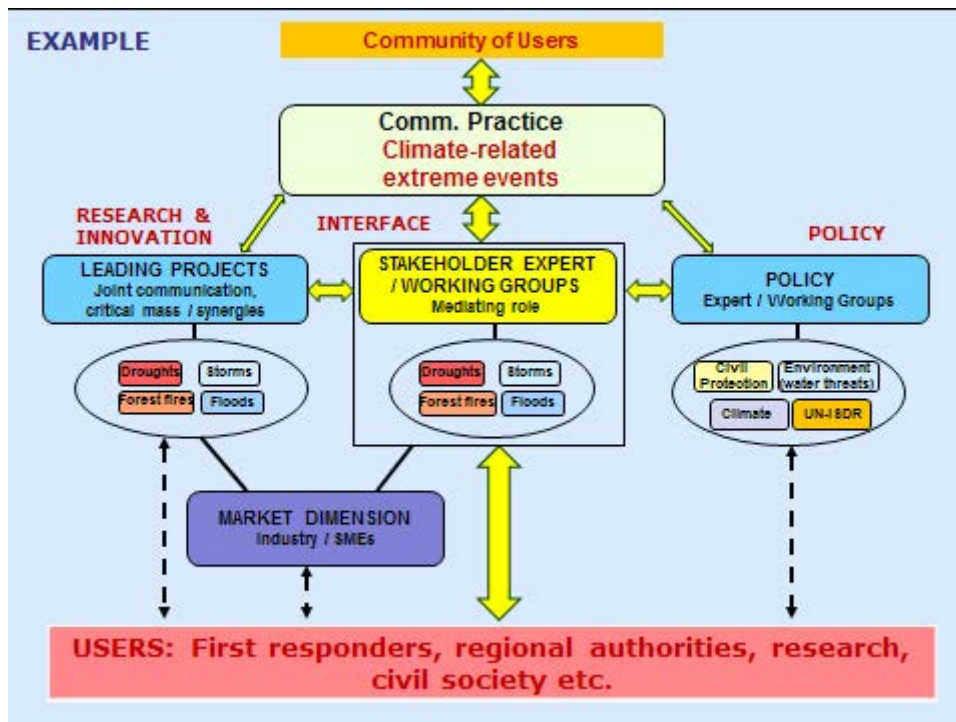 EXAMPLE
Community of Users
Comm. Practice
Climate-related
extreme events
RESEARCH &
INNOVATION
INTERFACE
POLICY
LEADING PROJECTS
Joint communication,
critical mass / synergies
STAKEHOLDER EXPERT
/ WORKING GROUPS
Mediating role
POLICY
Expert / Working Groups
Droughts
Storms
Forest fires
Floods
Droughts
Storms
Forest fires
Floods
Civil
Protection
Environment
(water threats)
Climate
UN-ISDR
MARKET DIMENSION
Industry / SMEs
USERS: First responders, regional authorities, research,
civil society etc.